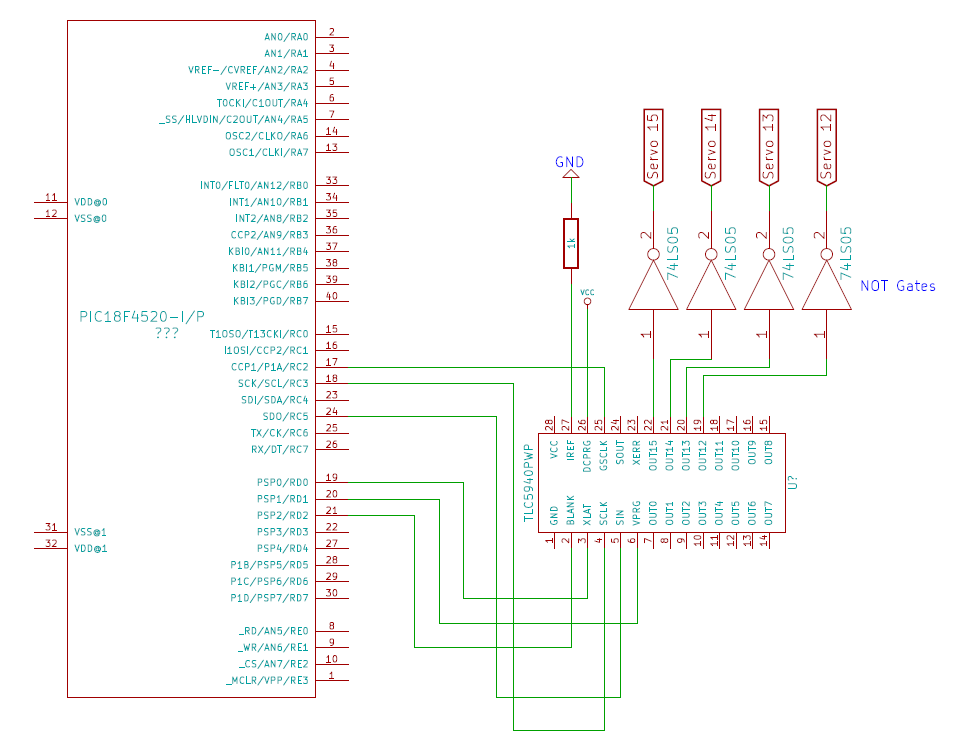 AN0/RA0 2
AN1/RA1 3
VREF-/CVREF/AN2/RA2 4
VREF+/AN3/RA3 5
T0CKI/C1OUT/RA4 6
_SS/HLVDIN/C2OUT/AN4/RA5 7
OSC2/CLKO/RA6 14
OSC1/CLKI/RA7 13
INT0/FLT0/AN12/RB0 33
INT1/AN10/RB1 34
INT2/AN8/RB2 35
CCP2/AN9/RB3 36
KBI0/AN11/RB4 37
KBI1/PGM/RB5 38
KBI2/PGC/RB6 39
KBI3/PGD/RB7 40
11 VDD@0
12 VSS@0
PIC18F4520-I/P
???
T1OSO/T13CKI/RC0 15
I1OSI/CCP2/RC1 16
CCP1/P1A/RC2 17
SCK/SCL/RC3 18
SDI/SDA/RC4 23
SDO/RC5 24
TX/CK/RC6 25
RX/DT/RC7 26
PSP0/RD0 19
PSP1/RD1 20
PSP2/RD2 21
PSP3/RD3 22
PSP4/RD4 27
P1B/PSP5/RD5 28
P1C/PSP6/RD6 29
P1D/PSP7/RD7 30
31 VSS@1
32 VDD@1
_RD/AN5/RE0 8
_WR/AN6/RE1 9
_CS/AN7/RE2 10
_MCLR/VPP/RE3 1
GND
1k
VCC
Servo 15
Servo 14
Servo 13
Servo 12
2 74LS05 1
2 74LS05 1
2 74LS05 1
2 74LS05 1
NOT Gates
TLC5940PWP
U?
28 VCC
27 IREF
26 DCPRG
25 GSCLK
24 SOUT
23 XERR
22 OUT15
21 OUT14
20 OUT13
19 OUT12
18 OUT11
17 OUT10
16 OUT9
15 OUT8
GND 1
BLANK 2
XLAT 3
SCLK 4
SIN 5
VPRG 6
OUT0 7
OUT1 8
OUT2 9
OUT3 10
OUT4 11
OUT5 12
OUT6 13
OUT7 14